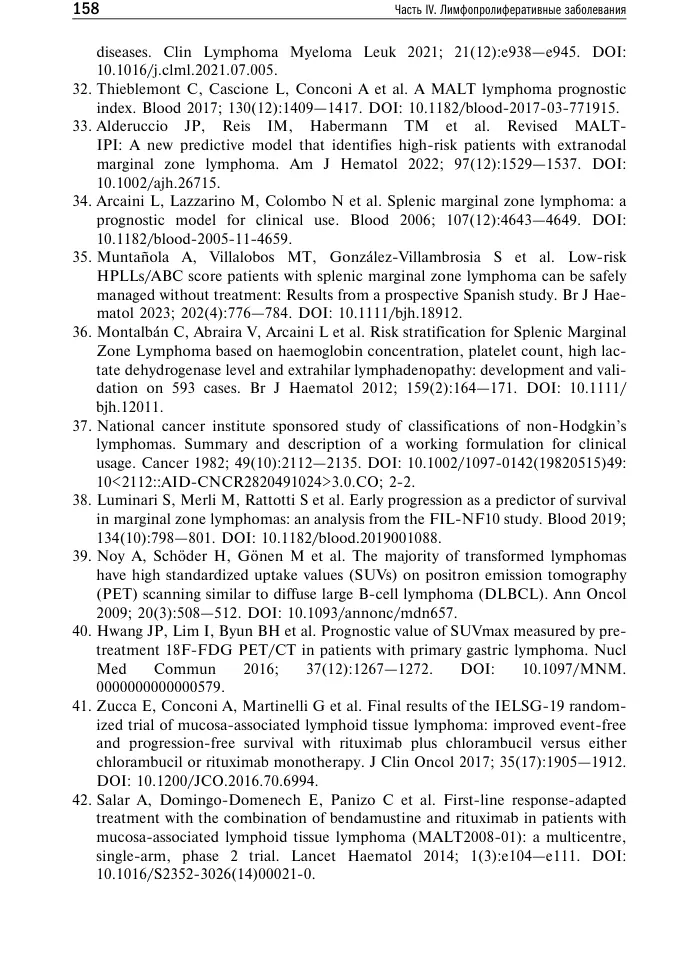 158
Часть IV. Лимфопролиферативные заболевания
diseases. Clin Lymphoma Myeloma Leuk 2021; 21(12):e938—e945. DOI:
10.1016/j.clml.2021.07.005.
32. Thieblemont C, Cascione L, Conconi A et al. A MALT lymphoma prognostic
index. Blood 2017; 130(12):1409—1417. DOI: 10.1182/blood-2017-03-771915.
33. Alderuccio JP, Reis IM, Habermann TM et al. Revised MALT-
IPI: A new predictive model that identifies high-risk patients with extranodal
marginal zone lymphoma. Am J Hematol 2022; 97(12):1529—1537. DOI:
10.1002/ajh.26715.
34. Arcaini L, Lazzarino M, Colombo N et al. Splenic marginal zone lymphoma: a
prognostic model for clinical use. Blood 2006; 107(12):4643—4649. DOI:
10.1182/blood-2005-11-4659.
35. Muntañola A, Villalobos MT, González-Villambrosia S et al. Low-risk
HPLLs/ABC score patients with splenic marginal zone lymphoma can be safely
managed without treatment: Results from a prospective Spanish study. Br J Hae-
matol 2023; 202(4):776—784. DOI: 10.1111/bjh.18912.
36. Montalbán C, Abraira V, Arcaini L et al. Risk stratification for Splenic Marginal
Zone Lymphoma based on haemoglobin concentration, platelet count, high lac-
tate dehydrogenase level and extrahilar lymphadenopathy: development and vali-
dation on 593 cases. Br J Haematol 2012; 159(2):164—171. DOI: 10.1111/
bjh.12011.
37. National cancer institute sponsored study of classifications of non-Hodgkin's
lymphomas. Summary and description of a working formulation for clinical
usage. Cancer 1982; 49(10):2112—2135. DOI: 10.1002/1097-0142(19820515)49:
10<2112::AID-CNCR2820491024>3.0.CO; 2-2.
38. Luminari S, Merli M, Rattotti S et al. Early progression as a predictor of survival
in marginal zone lymphomas: an analysis from the FIL-NF10 study. Blood 2019;
134(10):798—801. DOI: 10.1182/blood.2019001088.
39. Noy A, Schöder H, Gönen M et al. The majority of transformed lymphomas
have high standardized uptake values (SUVs) on positron emission tomography
(PET) scanning similar to diffuse large B-cell lymphoma (DLBCL). Ann Oncol
2009; 20(3):508—512. DOI: 10.1093/annonc/mdn657.
40. Hwang JP, Lim I, Byun BH et al. Prognostic value of SUVmax measured by pre-
treatment 18F-FDG PET/CT in patients with primary gastric lymphoma. Nucl
Med Commun 2016; 37(12):1267—1272. DOI: 10.1097/MNM.
0000000000000579.
41. Zucca E, Conconi A, Martinelli G et al. Final results of the IELSG-19 random-
ized trial of mucosa-associated lymphoid tissue lymphoma: improved event-free
and progression-free survival with rituximab plus chlorambucil versus either
chlorambucil or rituximab monotherapy. J Clin Oncol 2017; 35(17):1905—1912.
DOI: 10.1200/JCO.2016.70.6994.
42. Salar A, Domingo-Domenech E, Panizo C et al. First-line response-adapted
treatment with the combination of bendamustine and rituximab in patients with
mucosa-associated lymphoid tissue lymphoma (MALT2008-01): a multicentre,
single-arm, phase 2 trial. Lancet Haematol 2014; 1(3):e104—e111. DOI:
10.1016/S2352-3026(14)00021-0.